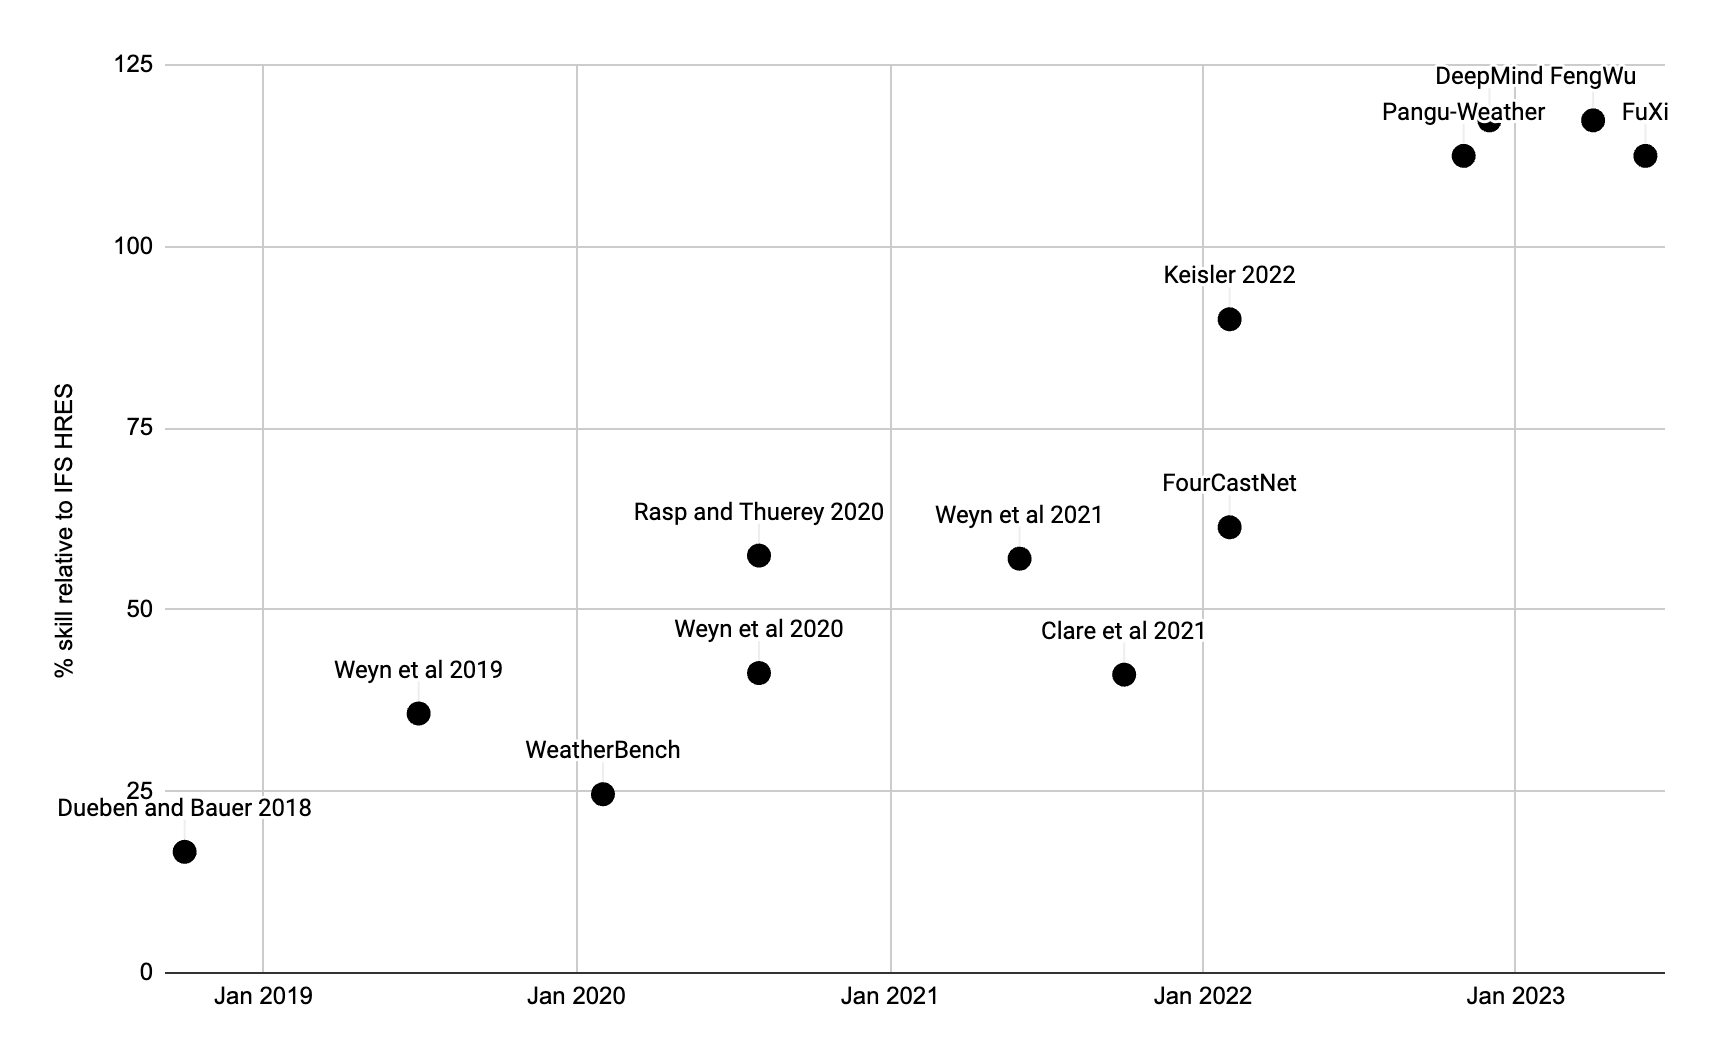 125
DeepMind FengWu
Pangu-Weather
FuXi
100
Keisler 2022
75
FourCastNet
Rasp and Thuerey 2020
Weyn et al 2021
50
Weyn et al 2020
Clare et al 2021
Weyn et al 2019
WeatherBench
25
Dueben and Bauer 2018
0
% skill relative to IFS HRES
Jan 2019
Jan 2020
Jan 2021
Jan 2022
Jan 2023